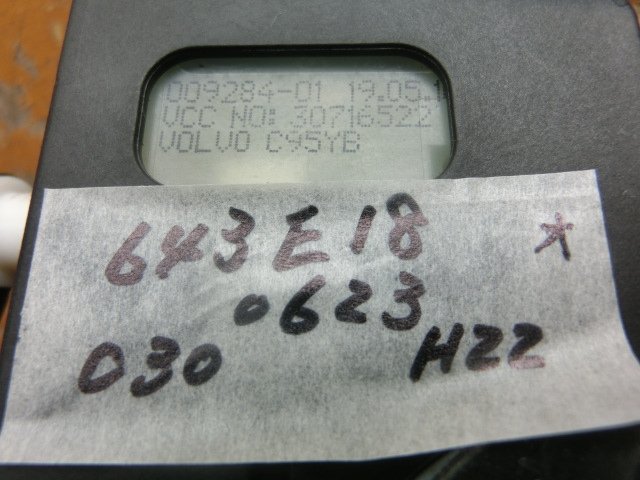 009284-01 19.05.1
VCC NO: 30716522
VOLVO C95YB
643E18 *
0623
030 H22